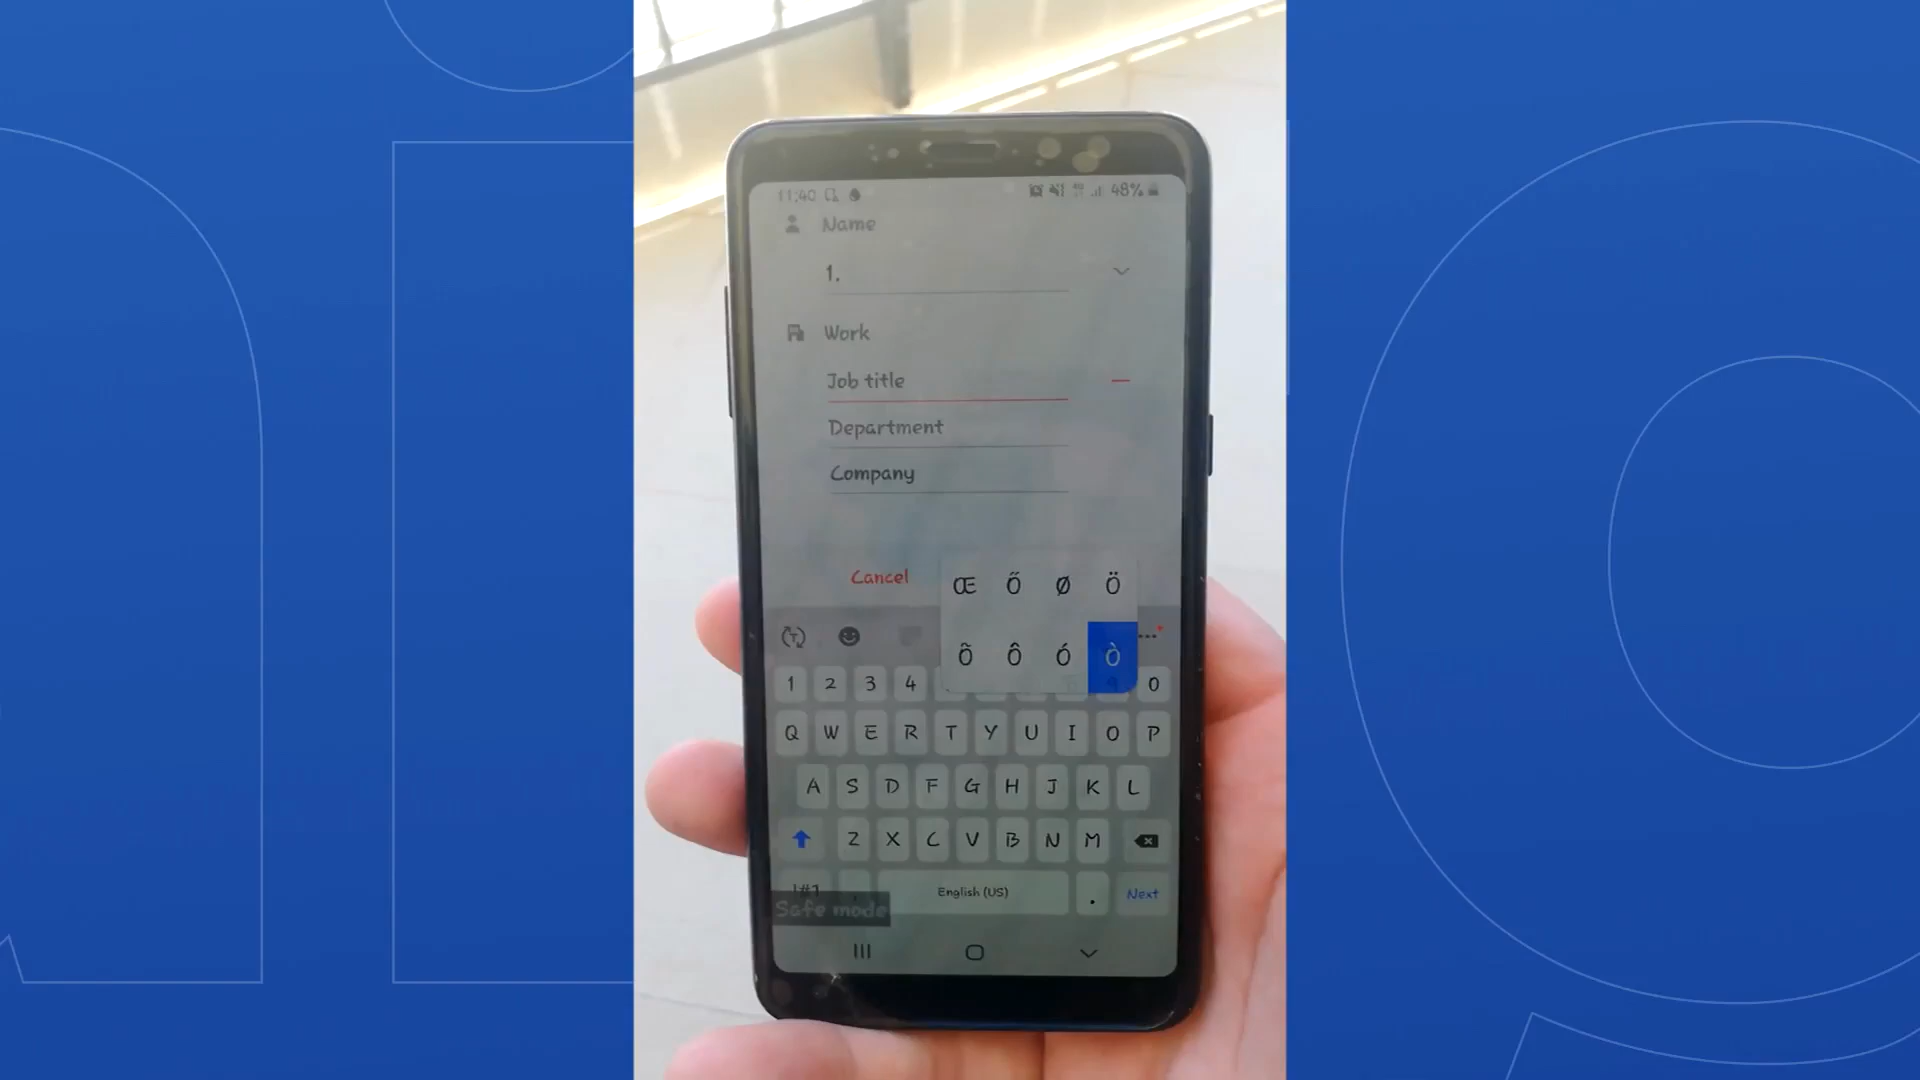 11:40 48%
Name
1.
Work
Job title
Department
Company
Cancel
Œ Ő Ø Ö
Õ Ô Ó Ò
1 2 3 4 0
Q W E R T Y U I O P
A S D F G H J K L
Z X C V B N M
!#1 , English (US) . Next
Safe mode